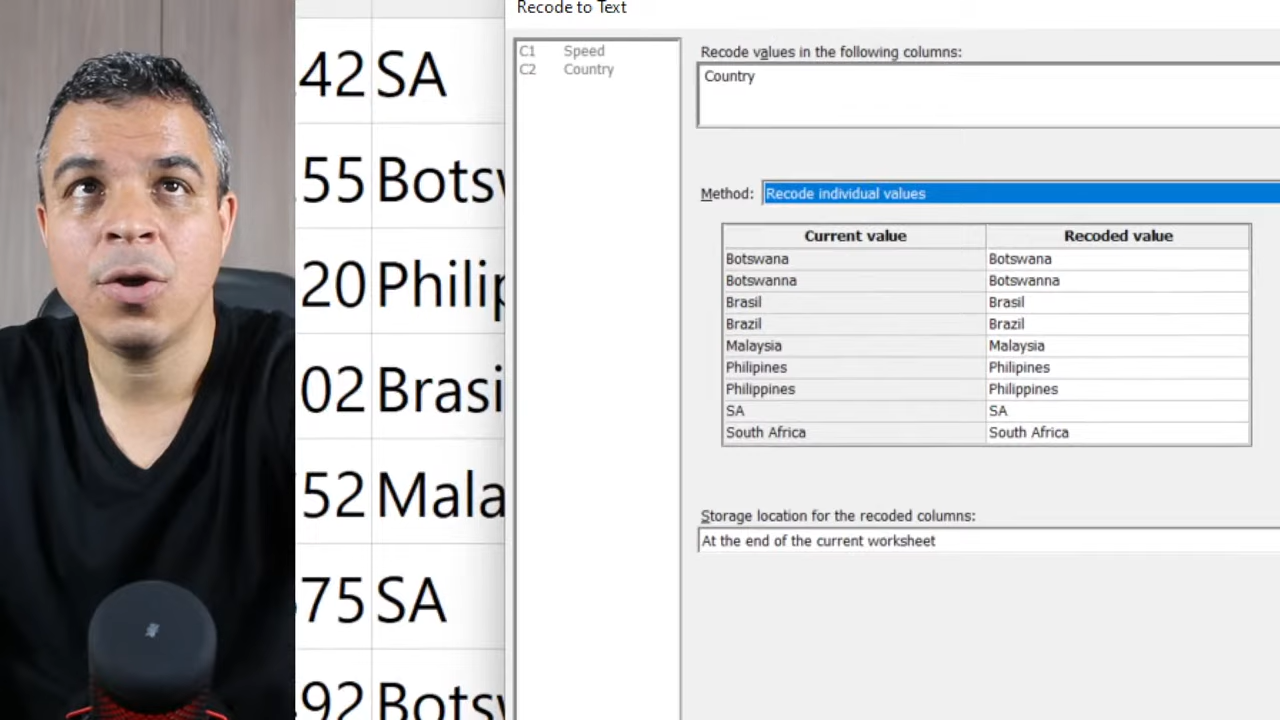 Recode to Text
C1 Speed
C2 Country
Recode values in the following columns:
Country
Method: Recode individual values
Current value Recoded value
Botswana Botswana
Botswanna Botswanna
Brasil Brasil
Brazil Brazil
Malaysia Malaysia
Philipines Philipines
Philippines Philippines
SA SA
South Africa South Africa
Storage location for the recoded columns:
At the end of the current worksheet
42 SA
55 Bots
20 Philip
02 Brasi
52 Mala
75 SA
92 Bots